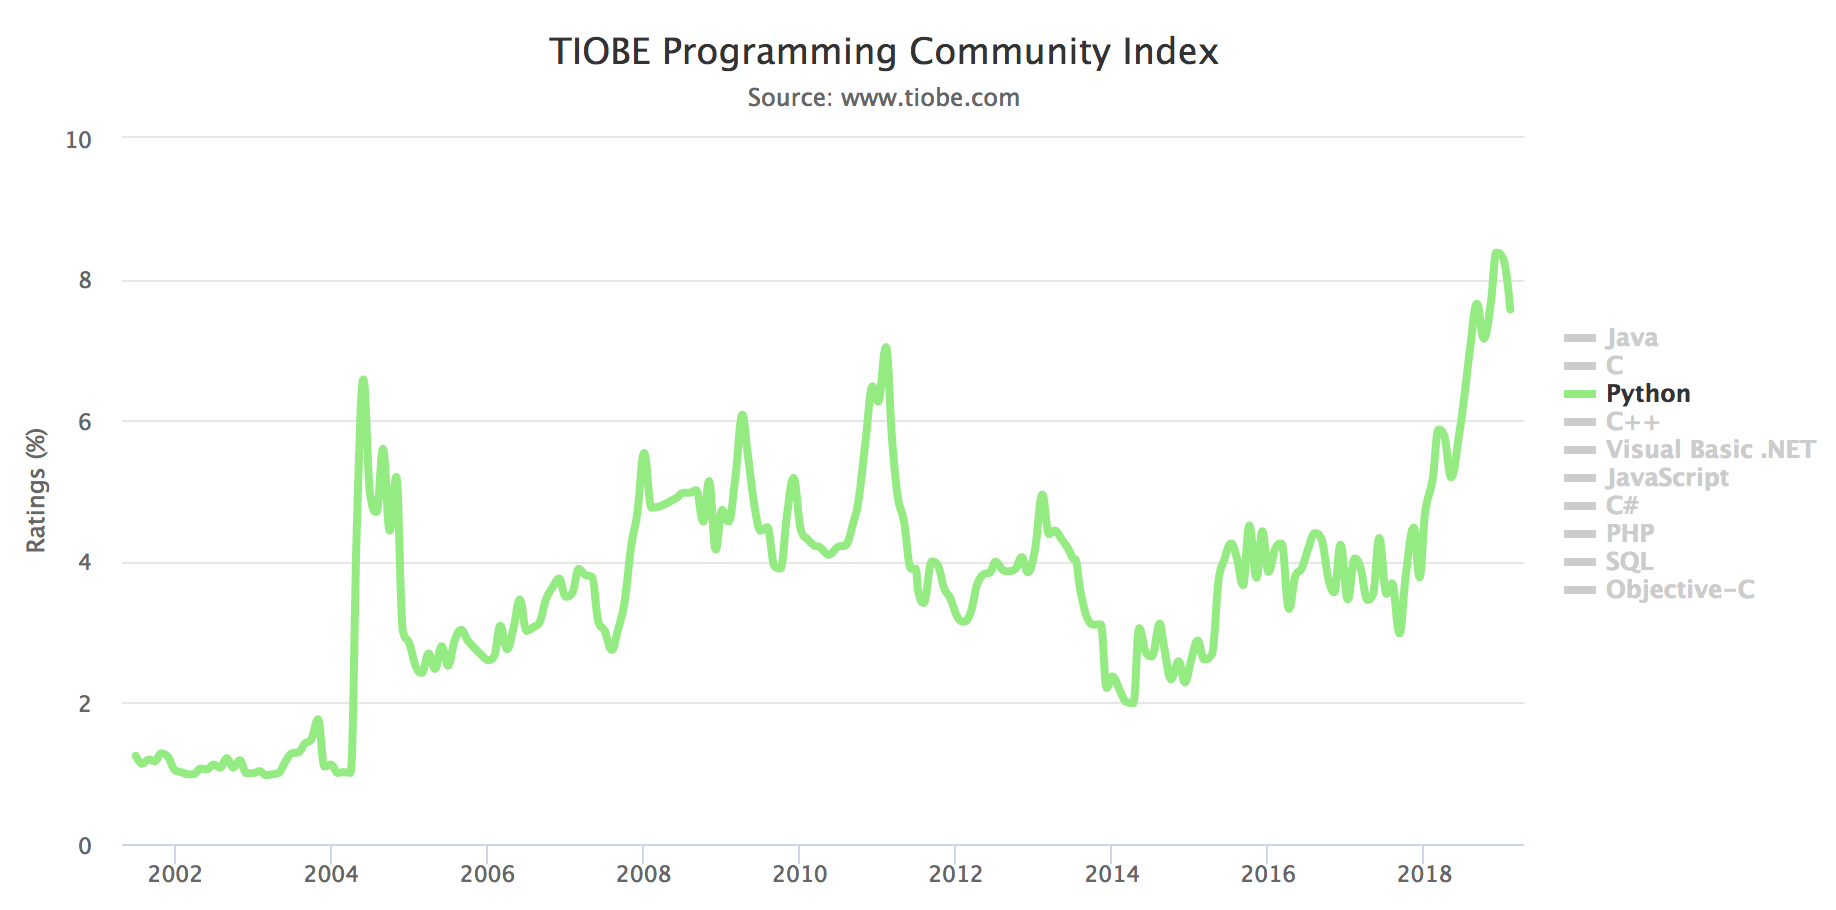 TIOBE Programming Community Index
Source: www.tiobe.com
Ratings (%)
10
8
6
4
2
0
2002 2004 2006 2008 2010 2012 2014 2016 2018
Java
C
Python
C++
Visual Basic .NET
JavaScript
C#
PHP
SQL
Objective-C